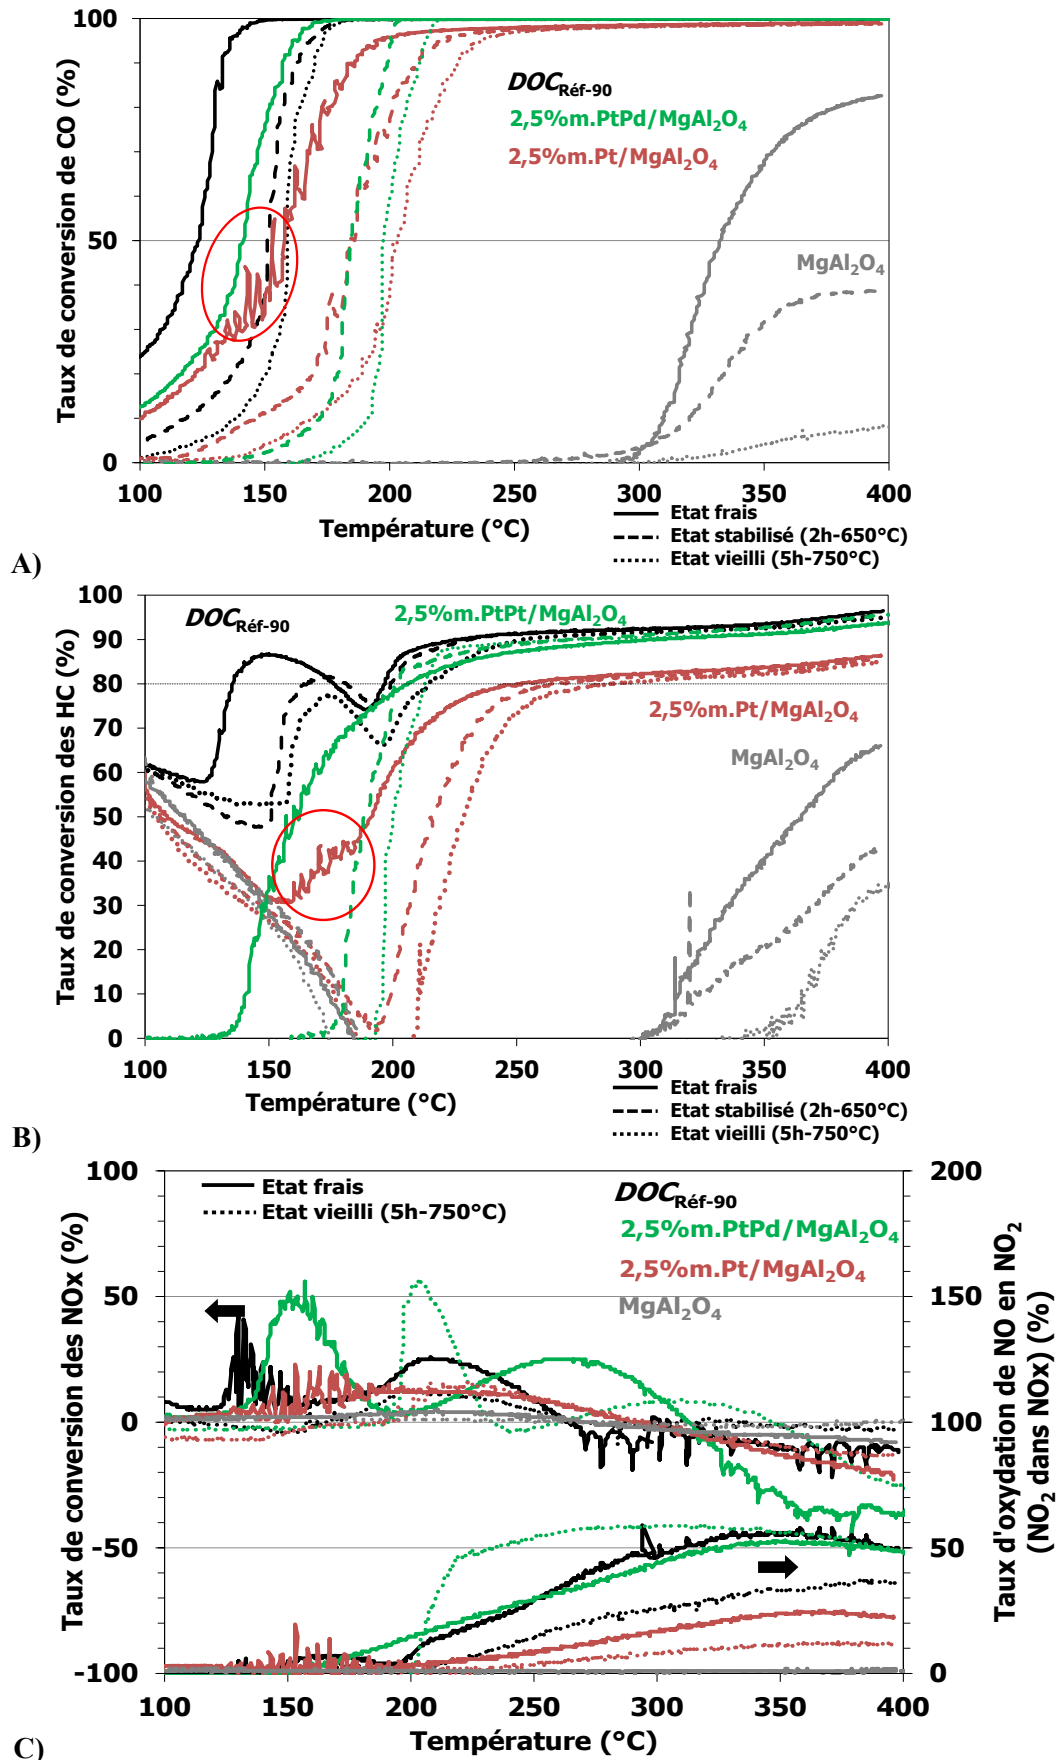 Taux de conversion de CO (%)
100
50
0
DOC Réf-90
2,5%m.PtPd/MgAl2O4
2,5%m.Pt/MgAl2O4
MgAl2O4
100 150 200 250 300 350 400
Température (°C)
Etat frais
Etat stabilisé (2h-650°C)
Etat vieilli (5h-750°C)
A)
Taux de conversion des HC (%)
100
90
80
70
60
50
40
30
20
10
0
DOC Réf-90
2,5%m.PtPt/MgAl2O4
2,5%m.Pt/MgAl2O4
MgAl2O4
100 150 200 250 300 350 400
Température (°C)
Etat frais
Etat stabilisé (2h-650°C)
Etat vieilli (5h-750°C)
B)
Taux de conversion des NOx (%)
100
50
0
-50
-100
Etat frais
Etat vieilli (5h-750°C)
DOC Réf-90
2,5%m.PtPd/MgAl2O4
2,5%m.Pt/MgAl2O4
MgAl2O4
200
150
100
50
0
Taux d'oxydation de NO en NO2
(NO2 dans NOx) (%)
100 150 200 250 300 350 400
Température (°C)
C)